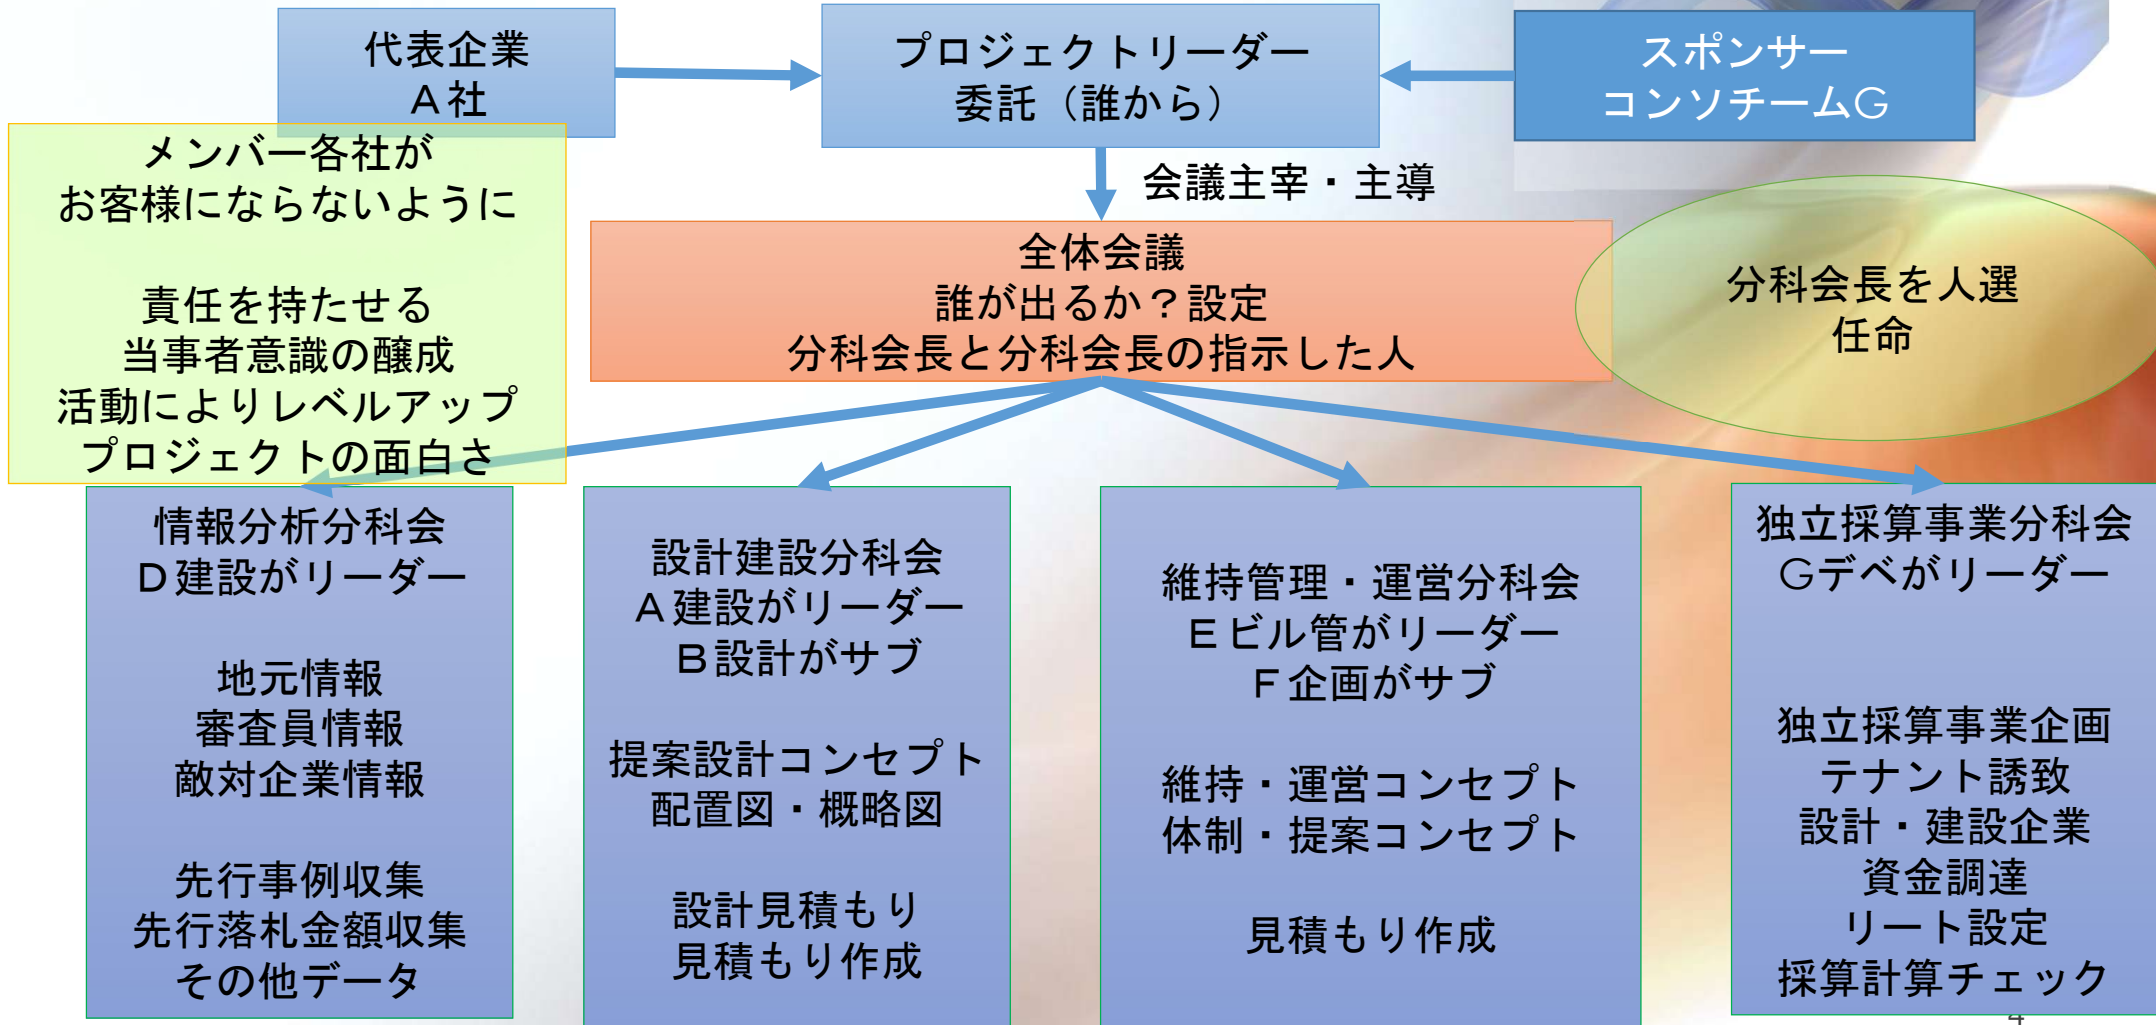 代表企業
A社
プロジェクトリーダー
委託（誰から）
スポンサー
コンソチームG
メンバー各社が
お客様にならないように
責任を持たせる
当事者意識の醸成
活動によりレベルアップ
プロジェクトの面白さ
会議主宰・主導
全体会議
誰が出るか？設定
分科会長と分科会長の指示した人
分科会長を人選
任命
情報分析分科会
D建設がリーダー
地元情報
審査員情報
敵対企業情報
先行事例収集
先行落札金額収集
その他データ
設計建設分科会
A建設がリーダー
B設計がサブ
提案設計コンセプト
配置図・概略図
設計見積もり
見積もり作成
維持管理・運営分科会
Eビル管がリーダー
F企画がサブ
維持・運営コンセプト
体制・提案コンセプト
見積もり作成
独立採算事業分科会
Gデベがリーダー
独立採算事業企画
テナント誘致
設計・建設企業
資金調達
リート設定
採算計算チェック
4